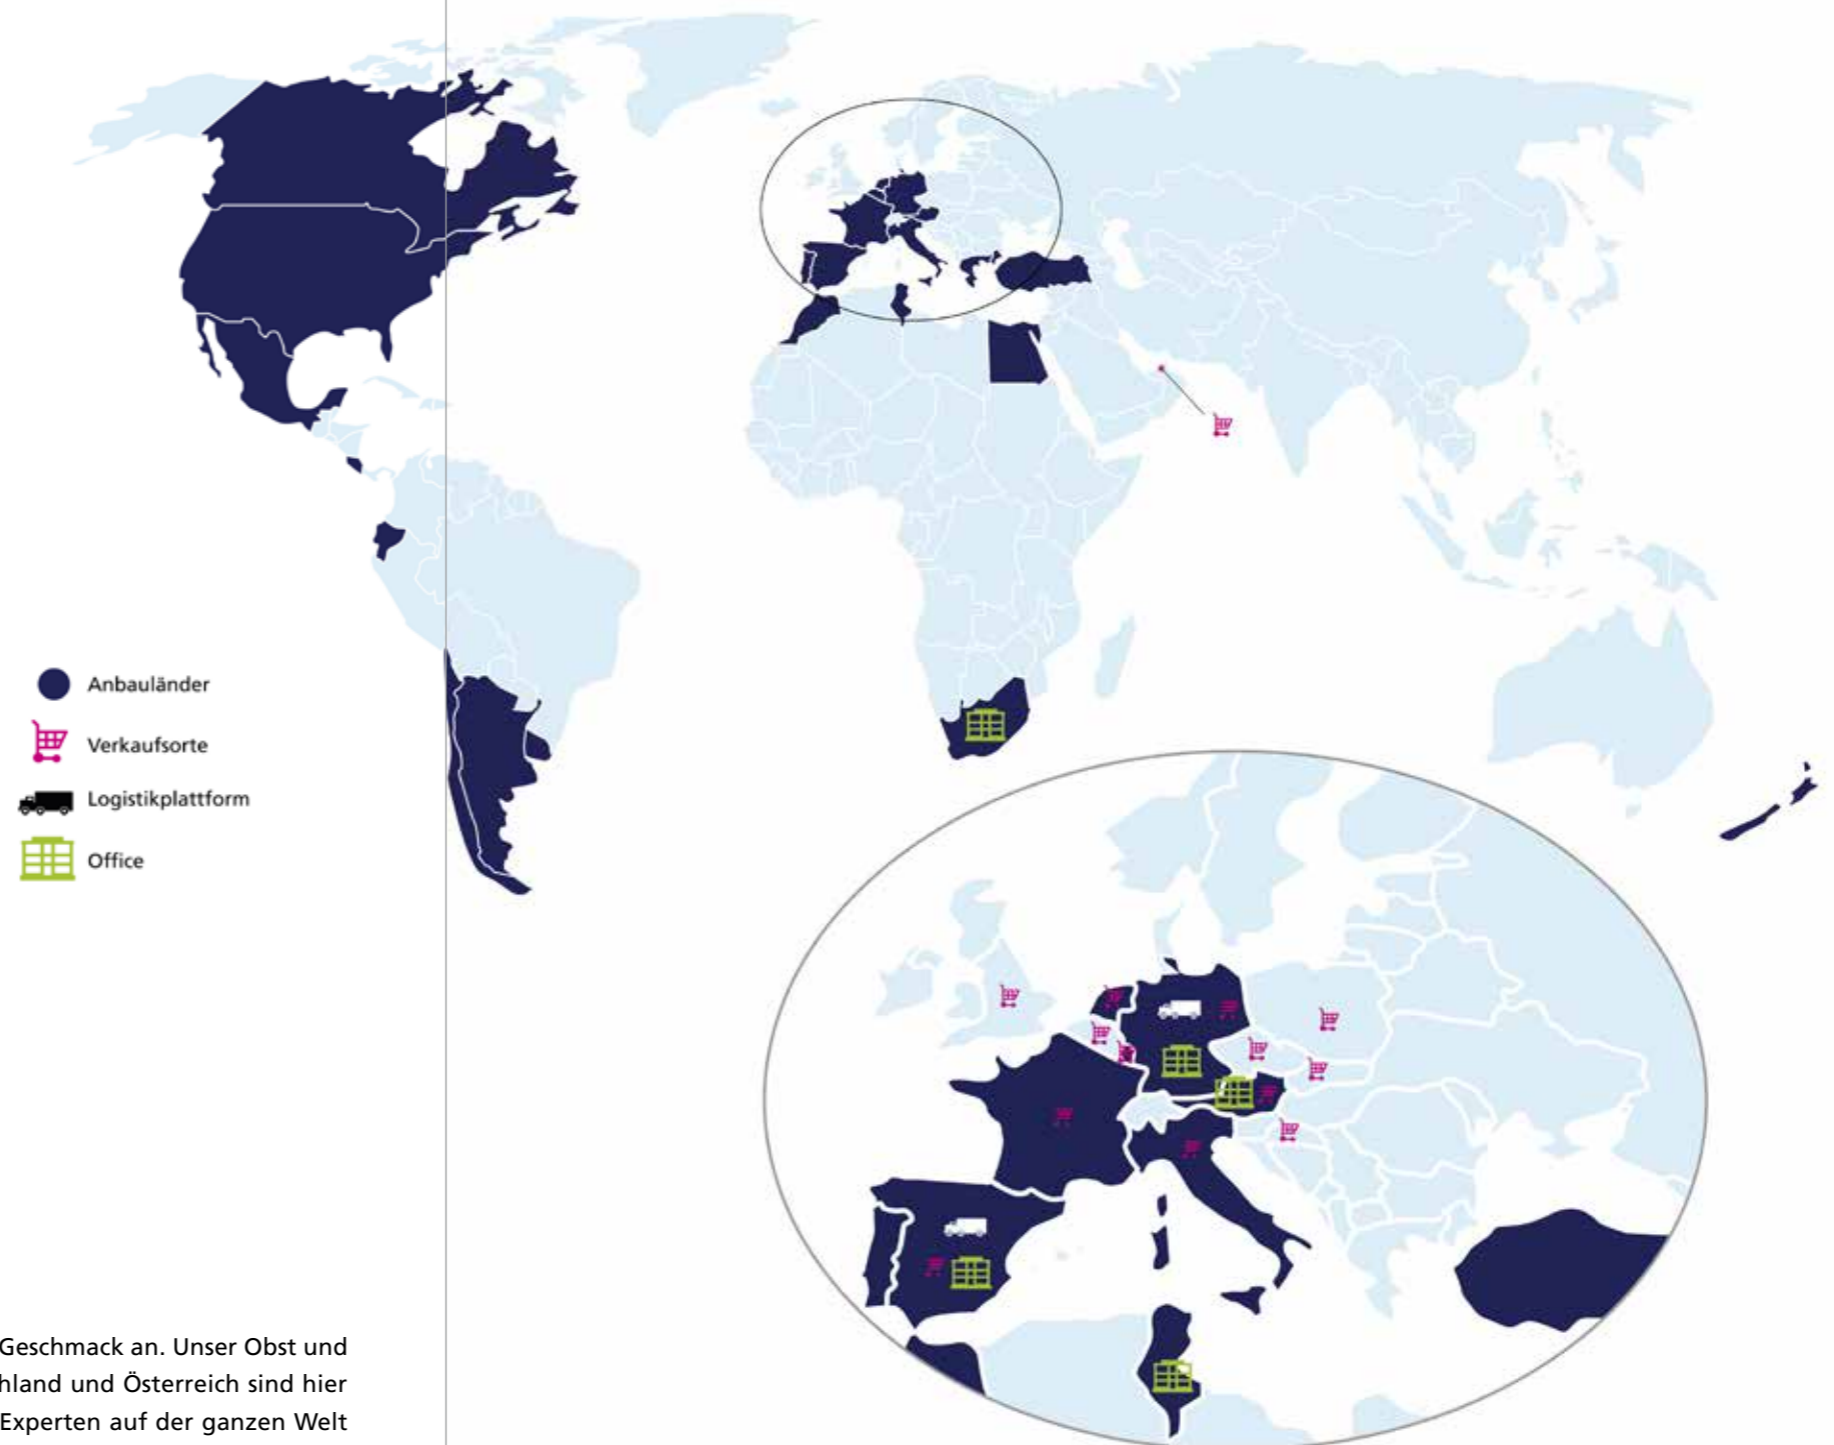 Anbauländer
Verkaufsorte
Logistikplattform
Office
Geschmack an. Unser Obst und
hland und Österreich sind hier
Experten auf der ganzen Welt